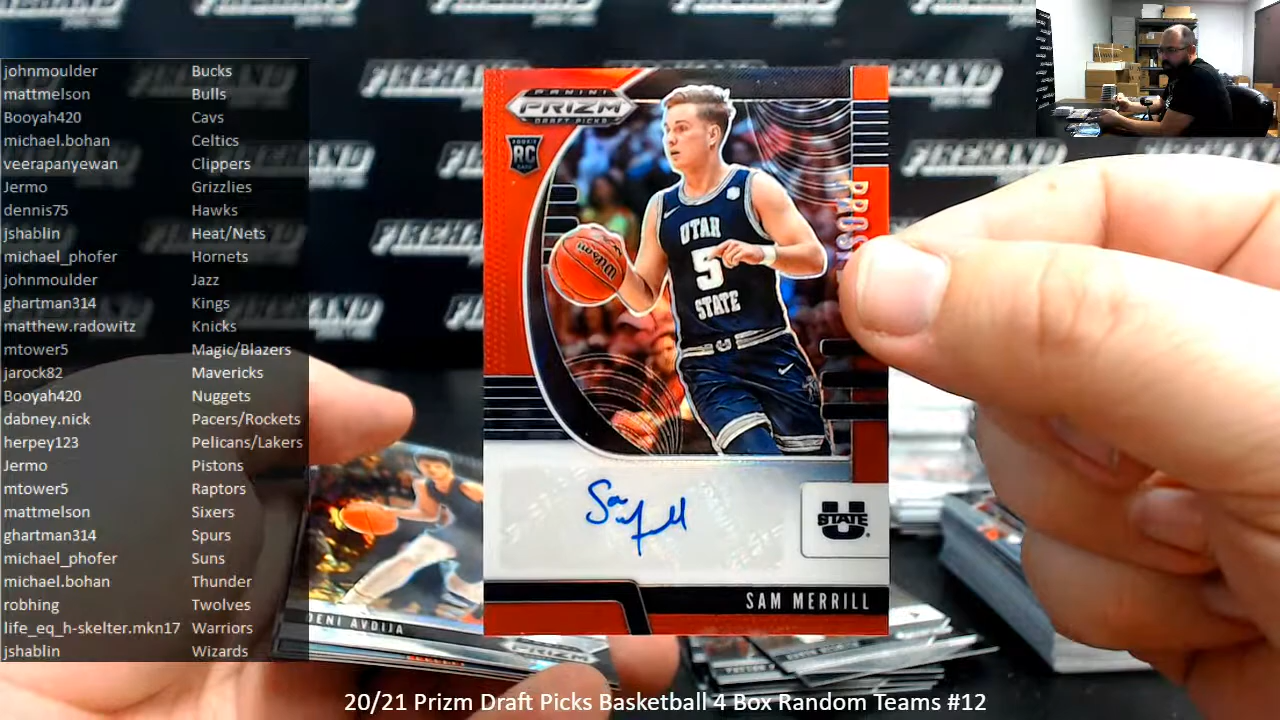 johnmoulder Bucks
mattmelson Bulls
Booyah420 Cavs
michael.bohan Celtics
veerapanyewan Clippers
Jermo Grizzlies
dennis75 Hawks
jshablin Heat/Nets
michael_phofer Hornets
johnmoulder Jazz
ghartman314 Kings
matthew.radowitz Knicks
mtower5 Magic/Blazers
jarock82 Mavericks
Booyah420 Nuggets
dabney.nick Pacers/Rockets
herpey123 Pelicans/Lakers
Jermo Pistons
mtower5 Raptors
mattmelson Sixers
ghartman314 Spurs
michael_phofer Suns
michael.bohan Thunder
robhing Twolves
life_eq_h-skelter.mkn17 Warriors
jshablin Wizards
FIREHAND
PANINI
PRIZM
DRAFT PICKS
RC
Wilson
UTAH
5
STATE
U
STATE
SAM MERRILL
DENI AVDIJA
PRIZM
20/21 Prizm Draft Picks Basketball 4 Box Random Teams #12